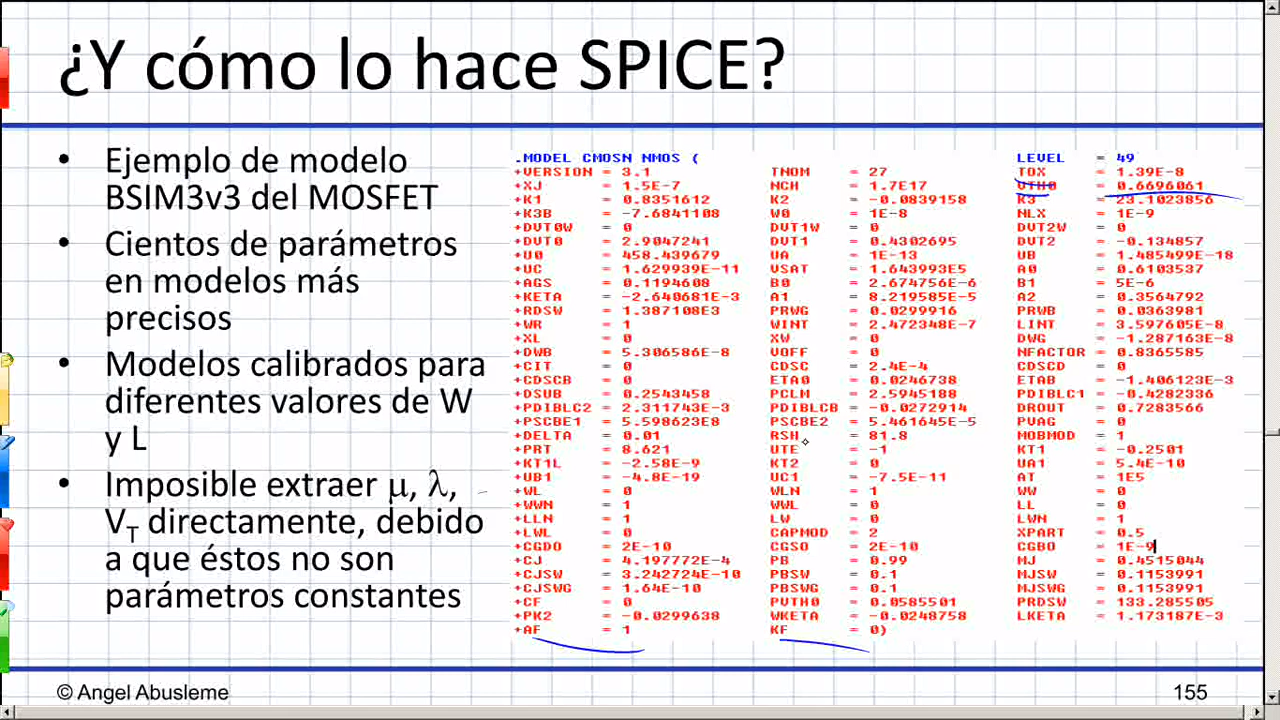 ¿Y cómo lo hace SPICE?
• Ejemplo de modelo
BSIM3v3 del MOSFET
• Cientos de parámetros
en modelos más
precisos
• Modelos calibrados para
diferentes valores de W
y L
• Imposible extraer μ, λ,
VT directamente, debido
a que éstos no son
parámetros constantes
.MODEL CMOSN NMOS ( LEVEL = 49
+VERSION = 3.1 TNOM = 27 TOX = 1.39E-8
+XJ = 1.5E-7 NCH = 1.7E17 VTH0 = 0.6696061
+K1 = 0.8351612 K2 = -0.0839158 K3 = 23.1023856
+K3B = -7.6841108 W0 = 1E-8 NLX = 1E-9
+DVT0W = 0 DVT1W = 0 DVT2W = 0
+DVT0 = 2.9047241 DVT1 = 0.4302695 DVT2 = -0.134857
+U0 = 458.439679 UA = 1E-13 UB = 1.485499E-18
+UC = 1.629939E-11 VSAT = 1.643993E5 A0 = 0.6103537
+AGS = 0.1194608 B0 = 2.674756E-6 B1 = 5E-6
+KETA = -2.640681E-3 A1 = 8.219585E-5 A2 = 0.3564792
+RDSW = 1.387108E3 PRWG = 0.0299916 PRWB = 0.0363981
+WR = 1 WINT = 2.472348E-7 LINT = 3.597605E-8
+XL = 0 XW = 0 DWG = -1.287163E-8
+DWB = 5.306586E-8 VOFF = 0 NFACTOR = 0.8365585
+CIT = 0 CDSC = 2.4E-4 CDSCD = 0
+CDSCB = 0 ETA0 = 0.0246738 ETAB = -1.406123E-3
+DSUB = 0.2543458 PCLM = 2.5945188 PDIBLC1 = -0.4282336
+PDIBLC2 = 2.311743E-3 PDIBLCB = -0.0272914 DROUT = 0.7283566
+PSCBE1 = 5.598623E8 PSCBE2 = 5.461645E-5 PVAG = 0
+DELTA = 0.01 RSH = 81.8 MOBMOD = 1
+PRT = 8.621 UTE = -1 KT1 = -0.2501
+KT1L = -2.58E-9 KT2 = 0 UA1 = 5.4E-10
+UB1 = -4.8E-19 UC1 = -7.5E-11 AT = 1E5
+WL = 0 WLN = 1 WW = 0
+WWN = 1 WWL = 0 LL = 0
+LLN = 1 LW = 0 LWN = 1
+LWL = 0 CAPMOD = 2 XPART = 0.5
+CGDO = 2E-10 CGSO = 2E-10 CGBO = 1E-9
+CJ = 4.197772E-4 PB = 0.99 MJ = 0.4515044
+CJSW = 3.242724E-10 PBSW = 0.1 MJSW = 0.1153991
+CJSWG = 1.64E-10 PBSWG = 0.1 MJSWG = 0.1153991
+CF = 0 PVTH0 = 0.0585501 PRDSW = 133.285505
+PK2 = -0.0299638 WKETA = -0.0248758 LKETA = 1.173187E-3
+AF = 1 KF = 0)
© Angel Abusleme
155